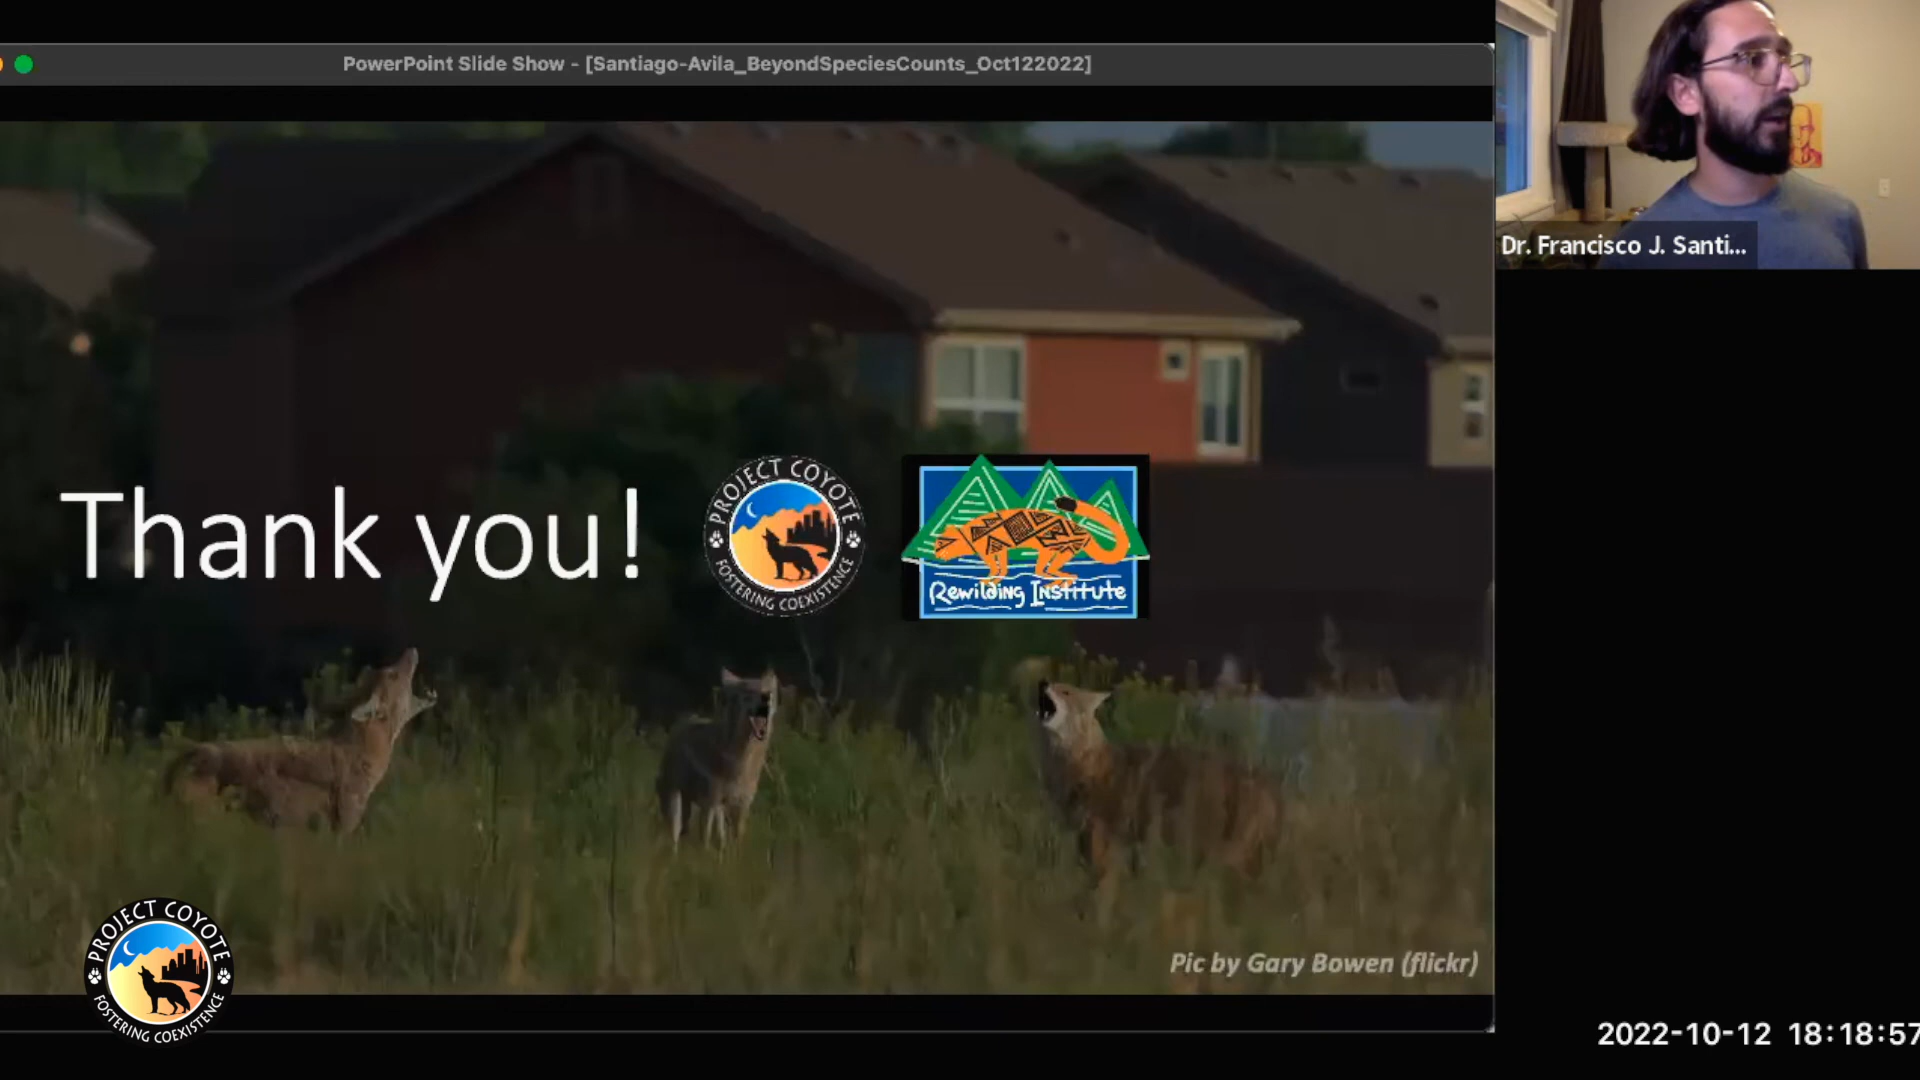 PowerPoint Slide Show - [Santiago-Avila_BeyondSpeciesCounts_Oct122022]
Dr. Francisco J. Santi...
Thank you!
PROJECT COYOTE
FOSTERING COEXISTENCE
Rewilding Institute
Pic by Gary Bowen (flickr)
PROJECT COYOTE
FOSTERING COEXISTENCE
2022-10-12 18:18:57